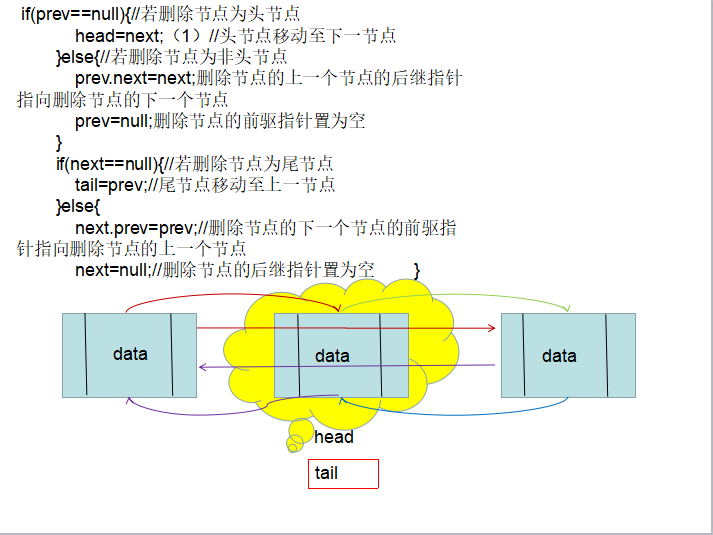 if(prev==null){//若删除节点为头节点
head=next;（1）//头节点移动至下一节点
}else{//若删除节点为非头节点
prev.next=next;删除节点的上一个节点的后继指针
指向删除节点的下一个节点
prev=null;删除节点的前驱指针置为空
}
if(next==null){//若删除节点为尾节点
tail=prev;//尾节点移动至上一节点
}else{
next.prev=prev;//删除节点的下一个节点的前驱指
针指向删除节点的上一个节点
next=null;//删除节点的后继指针置为空 }
data data data
head
tail